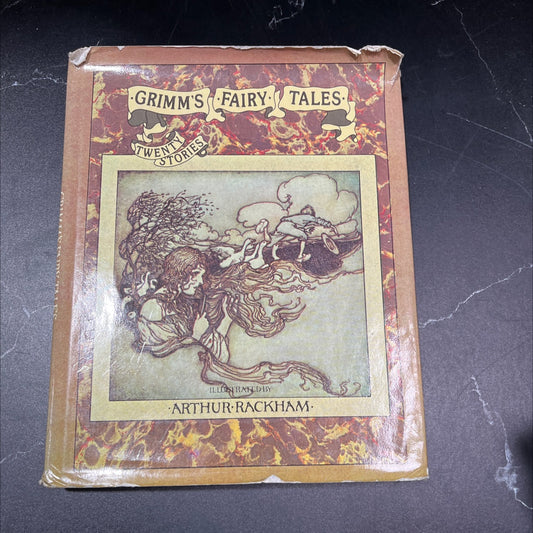 ·GRIMM'S·FAIRY·TALES·
TWENTY
STORIES
ILLUSTRATED BY
·ARTHUR·RACKHAM·